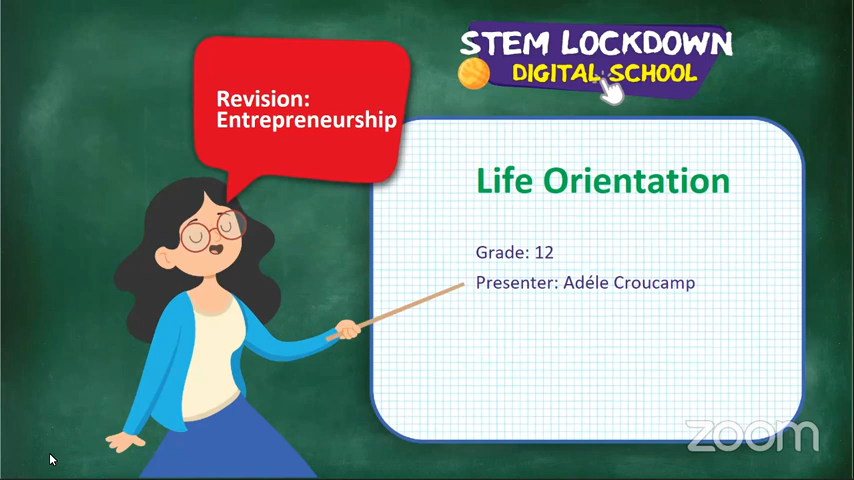 STEM LOCKDOWN
DIGITAL SCHOOL
Revision:
Entrepreneurship
Life Orientation
Grade: 12
Presenter: Adéle Croucamp
zoom